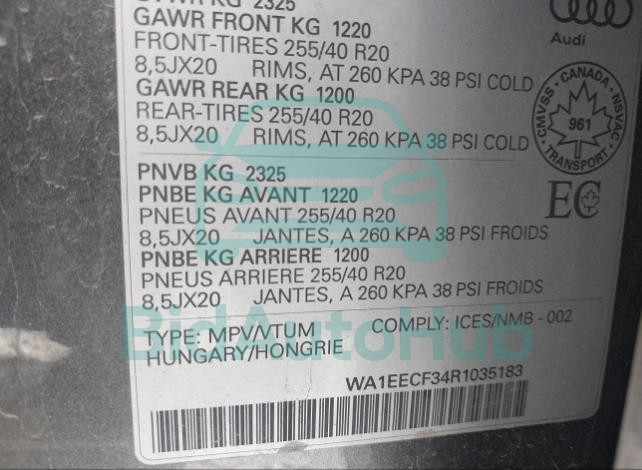 GVWR KG 2325
GAWR FRONT KG 1220
FRONT-TIRES 255/40 R20
8,5JX20 RIMS, AT 260 KPA 38 PSI COLD
GAWR REAR KG 1200
REAR-TIRES 255/40 R20
8,5JX20 RIMS, AT 260 KPA 38 PSI COLD
Audi
CMVSS · CANADA · NSVAC
961
TRANSPORT
PNVB KG 2325
PNBE KG AVANT 1220
PNEUS AVANT 255/40 R20
8,5JX20 JANTES, A 260 KPA 38 PSI FROIDS
PNBE KG ARRIERE 1200
PNEUS ARRIERE 255/40 R20
8,5JX20 JANTES, A 260 KPA 38 PSI FROIDS
EC
TYPE: MPV/VTUM COMPLY: ICES/NMB - 002
HUNGARY/HONGRIE
BidAutoHub
WA1EECF34R1035183